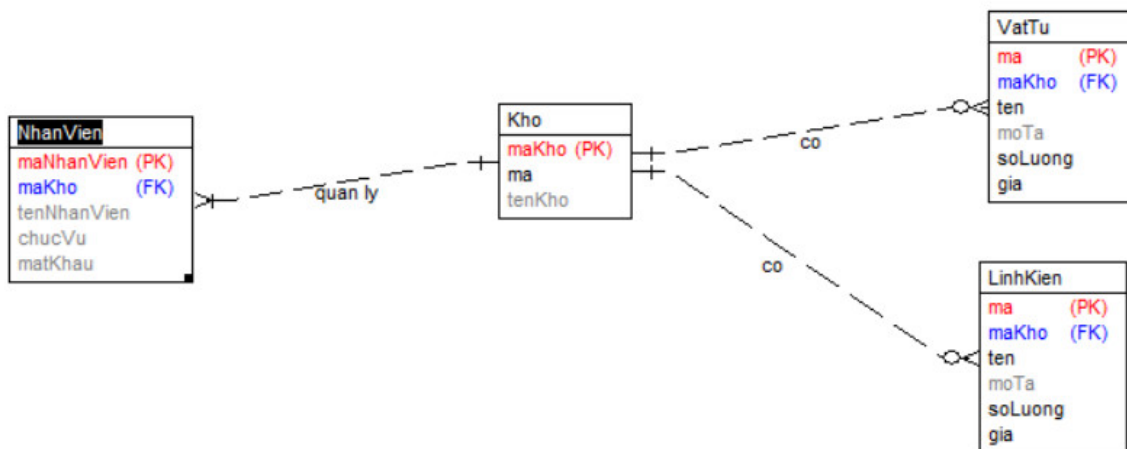 NhanVien
maNhanVien (PK)
maKho (FK)
tenNhanVien
chucVu
matKhau
quan ly
Kho
maKho (PK)
ma
tenKho
co
co
VatTu
ma (PK)
maKho (FK)
ten
moTa
soLuong
gia
LinhKien
ma (PK)
maKho (FK)
ten
moTa
soLuong
gia